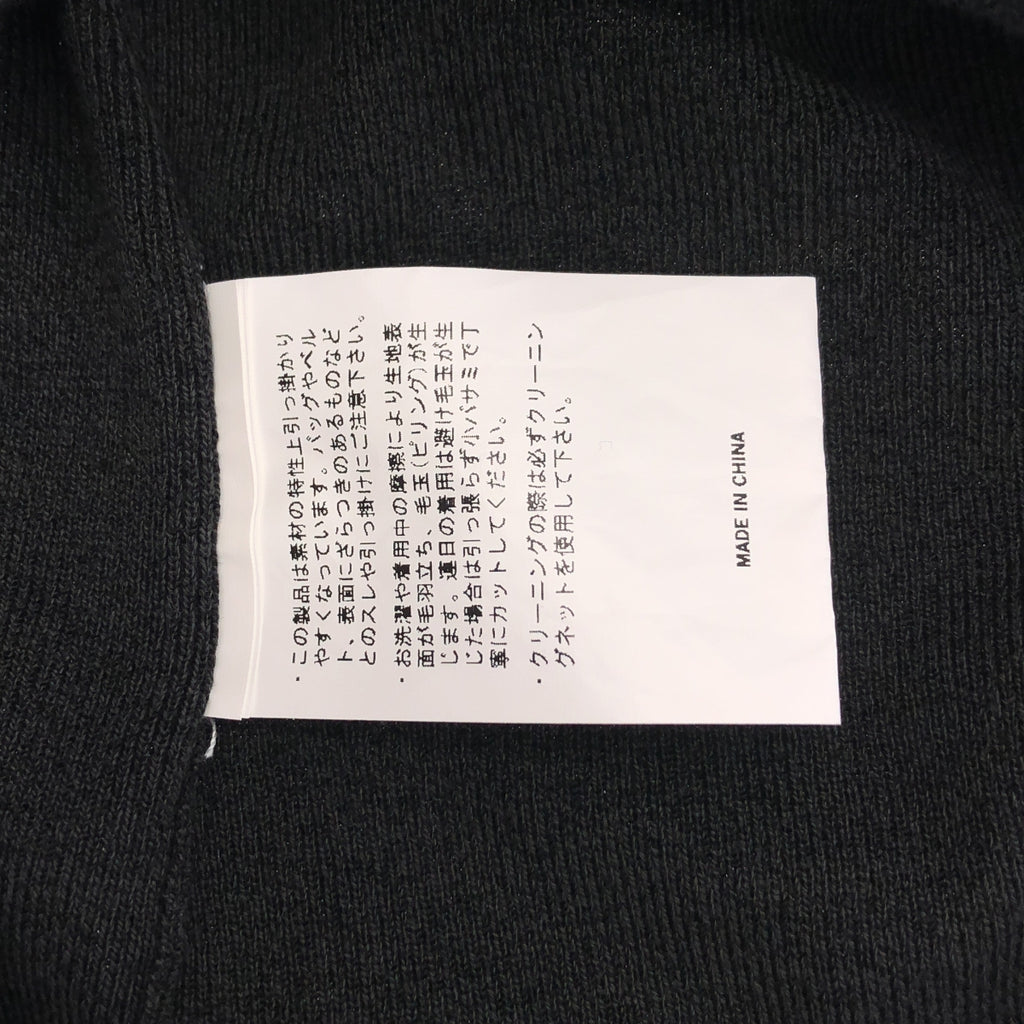 ・この製品は素材の特性上引っ掛かり
やすくなっています。バッグやベル
ト、表面にざらつきのあるものなど
とのスレや引っ掛けにご注意下さい。
・お洗濯や着用中の摩擦により生地表
面が毛羽立ち、毛玉(ピリング)が生
じます。連日の着用は避け毛玉が生
じた場合は引っ張らず小バサミで丁
寧にカットしてください。
・クリーニングの際は必ずクリーニン
グネットを使用して下さい。
MADE IN CHINA